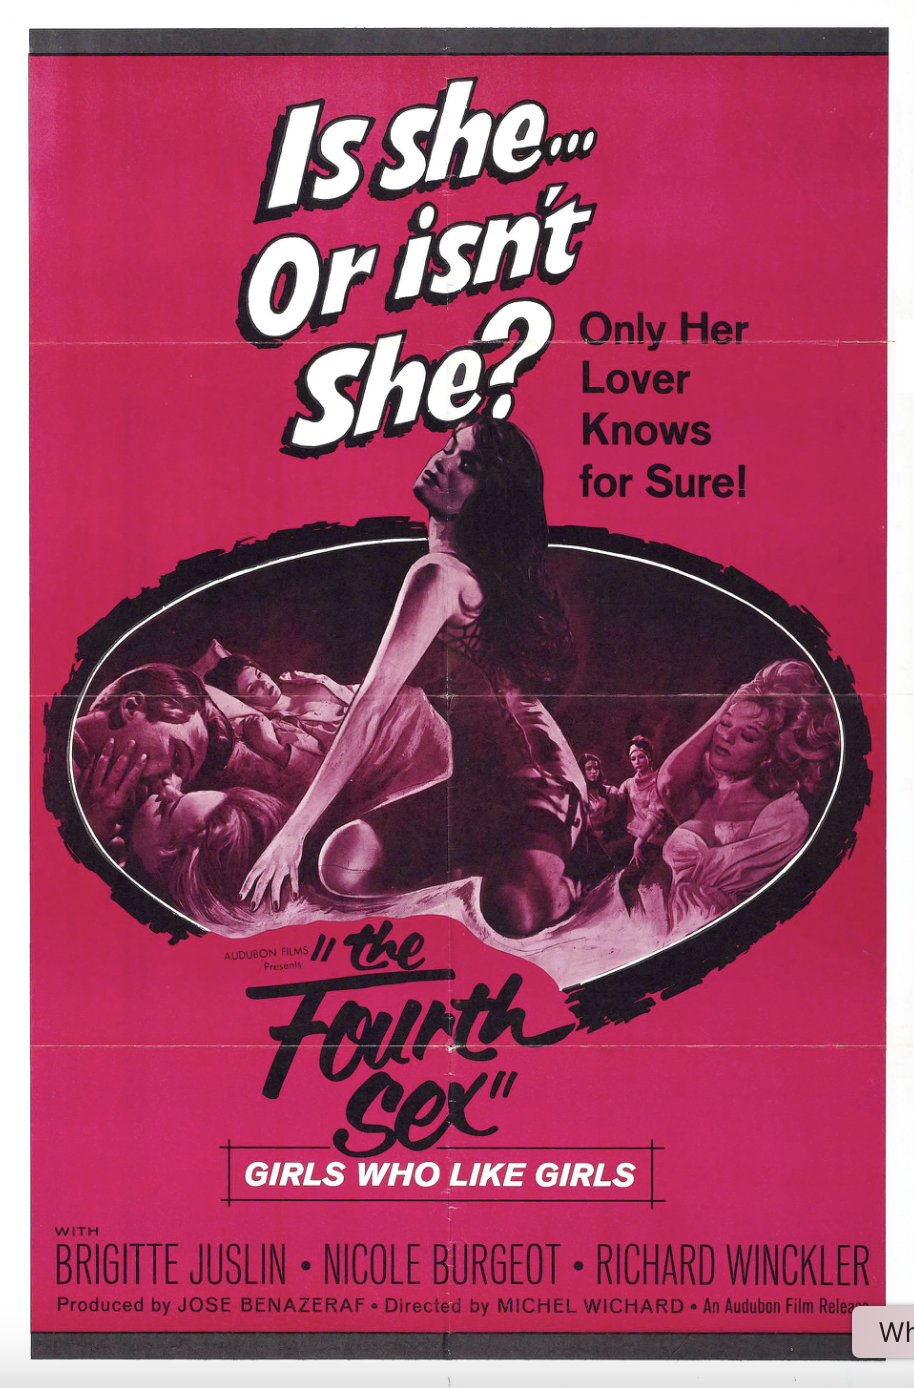 Is she...
Or isn't
She?
Only Her
Lover
Knows
for Sure!
AUDUBON FILMS
Presents
"the
Fourth
sex"
GIRLS WHO LIKE GIRLS
WITH
BRIGITTE JUSLIN • NICOLE BURGEOT • RICHARD WINCKLER
Produced by JOSE BENAZERAF • Directed by MICHEL WICHARD • An Audubon Film